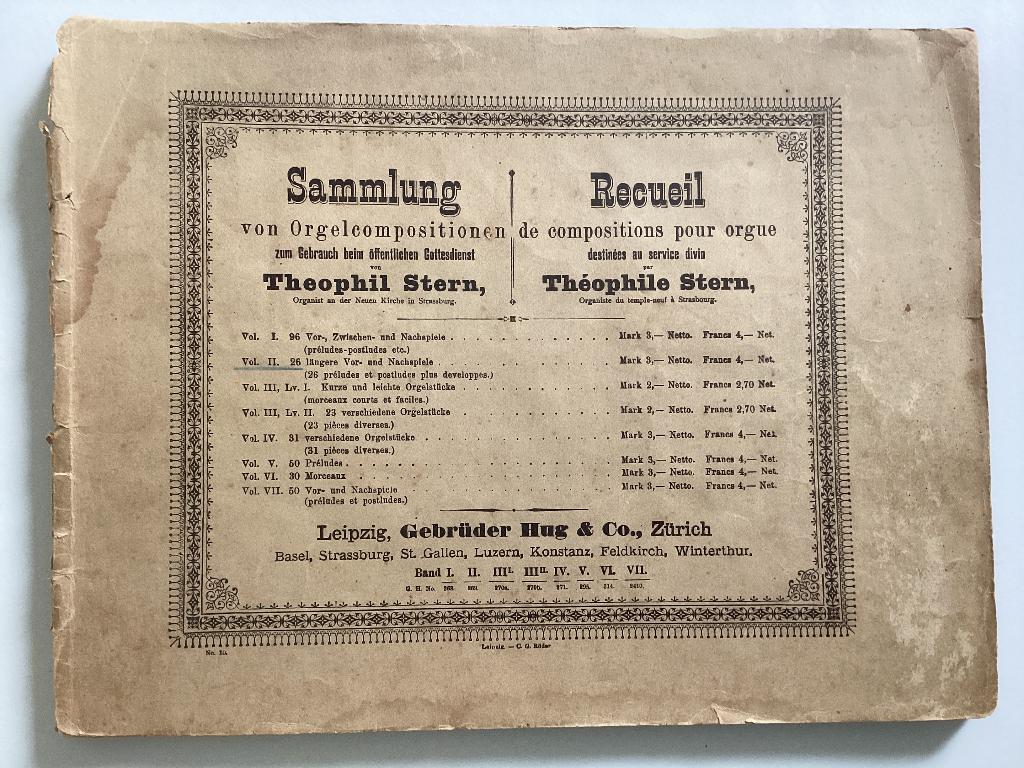 Sammlung
von Orgelcompositionen
zum Gebrauch beim öffentlichen Gottesdienst
von
Theophil Stern,
Organist an der Neuen Kirche in Strassburg.
Recueil
de compositions pour orgue
destinées au service divin
par
Théophile Stern,
Organiste du temple-neuf à Strasbourg.
Vol. I. 96 Vor-, Zwischen- und Nachspiele Mark 3,— Netto. Francs 4,— Net.
(préludes-postludes etc.)
Vol. II. 26 längere Vor- und Nachspiele Mark 3,— Netto. Francs 4,— Net.
(26 préludes et postludes plus developpes.)
Vol. III, Lv. I. Kurze und leichte Orgelstücke Mark 2,— Netto. Francs 2,70 Net.
(morceaux courts et faciles.)
Vol. III, Lv. II. 23 verschiedene Orgelstücke Mark 2,— Netto. Francs 2,70 Net.
(23 pièces diverses.)
Vol. IV. 31 verschiedene Orgelstücke Mark 3,— Netto. Francs 4,— Net.
(31 pièces diverses.)
Vol. V. 50 Préludes Mark 3,— Netto. Francs 4,— Net.
Vol. VI. 30 Morceaux Mark 3,— Netto. Francs 4,— Net.
Vol. VII. 50 Vor- und Nachspiele Mark 3,— Netto. Francs 4,— Net.
(préludes et postludes.)
Leipzig, Gebrüder Hug & Co., Zürich
Basel, Strassburg, St. Gallen, Luzern, Konstanz, Feldkirch, Winterthur.
Band I. II. III I. III II. IV. V. VI. VII.
G. H. No.
Leipzig — C. G. Röder